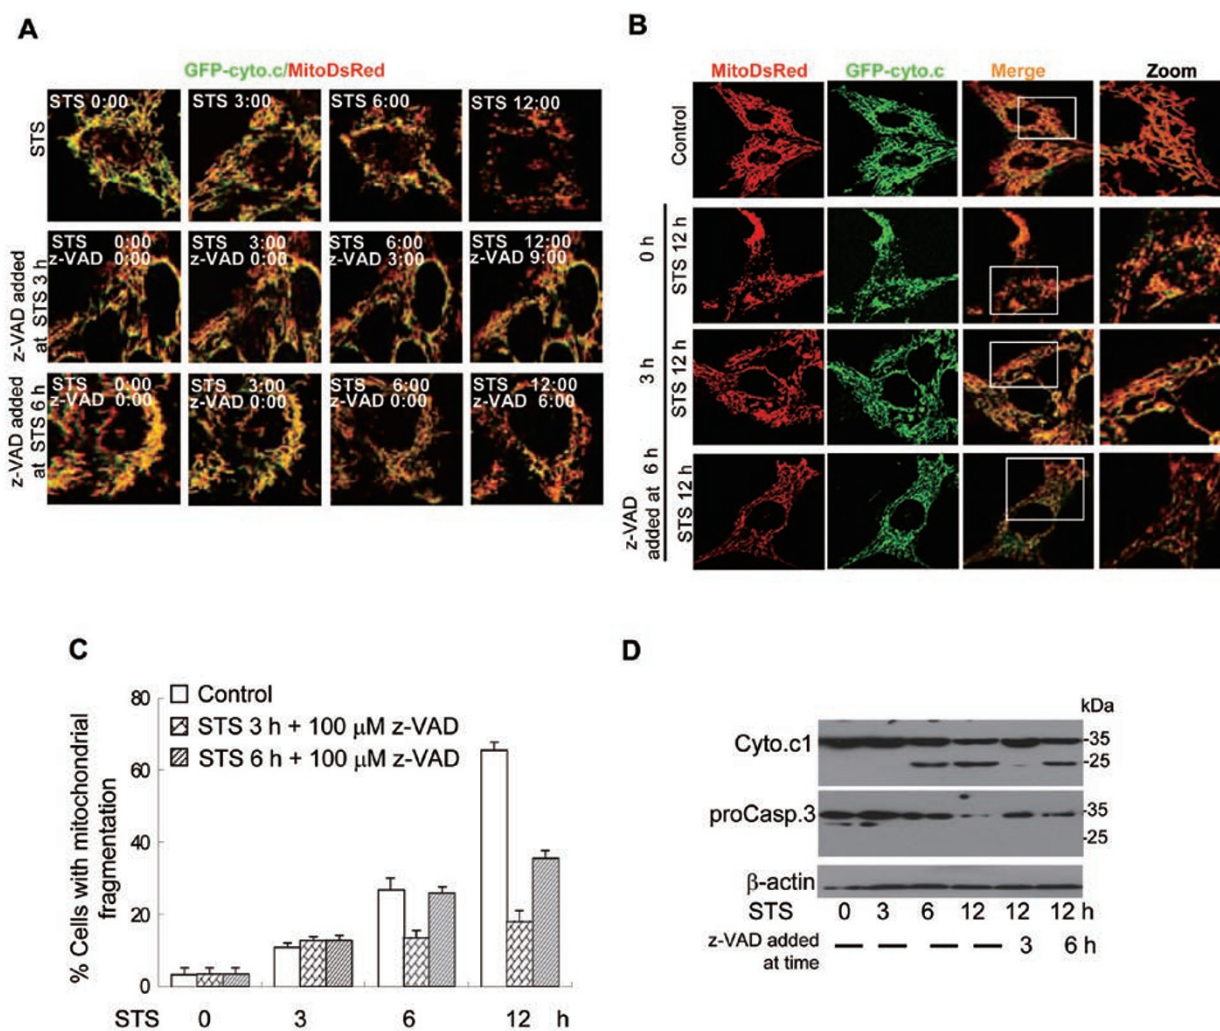 A
GFP-cyto.c/MitoDsRed
STS
STS 0:00
STS 3:00
STS 6:00
STS 12:00
z-VAD added
at STS 3 h
STS 0:00
z-VAD 0:00
STS 3:00
z-VAD 0:00
STS 6:00
z-VAD 3:00
STS 12:00
z-VAD 9:00
z-VAD added
at STS 6 h
STS 0:00
z-VAD 0:00
STS 3:00
z-VAD 0:00
STS 6:00
z-VAD 0:00
STS 12:00
z-VAD 6:00
B
MitoDsRed GFP-cyto.c Merge Zoom
Control
0 h
STS 12 h
3 h
STS 12 h
z-VAD
added at 6 h
STS 12 h
C
% Cells with mitochondrial
fragmentation
80
60
40
20
0
Control
STS 3 h + 100 μM z-VAD
STS 6 h + 100 μM z-VAD
STS 0 3 6 12 h
D
kDa
Cyto.c1
-35
-25
proCasp.3
-35
-25
β-actin
STS 0 3 6 12 12 12 h
z-VAD added
at time
— — — — 3 6 h